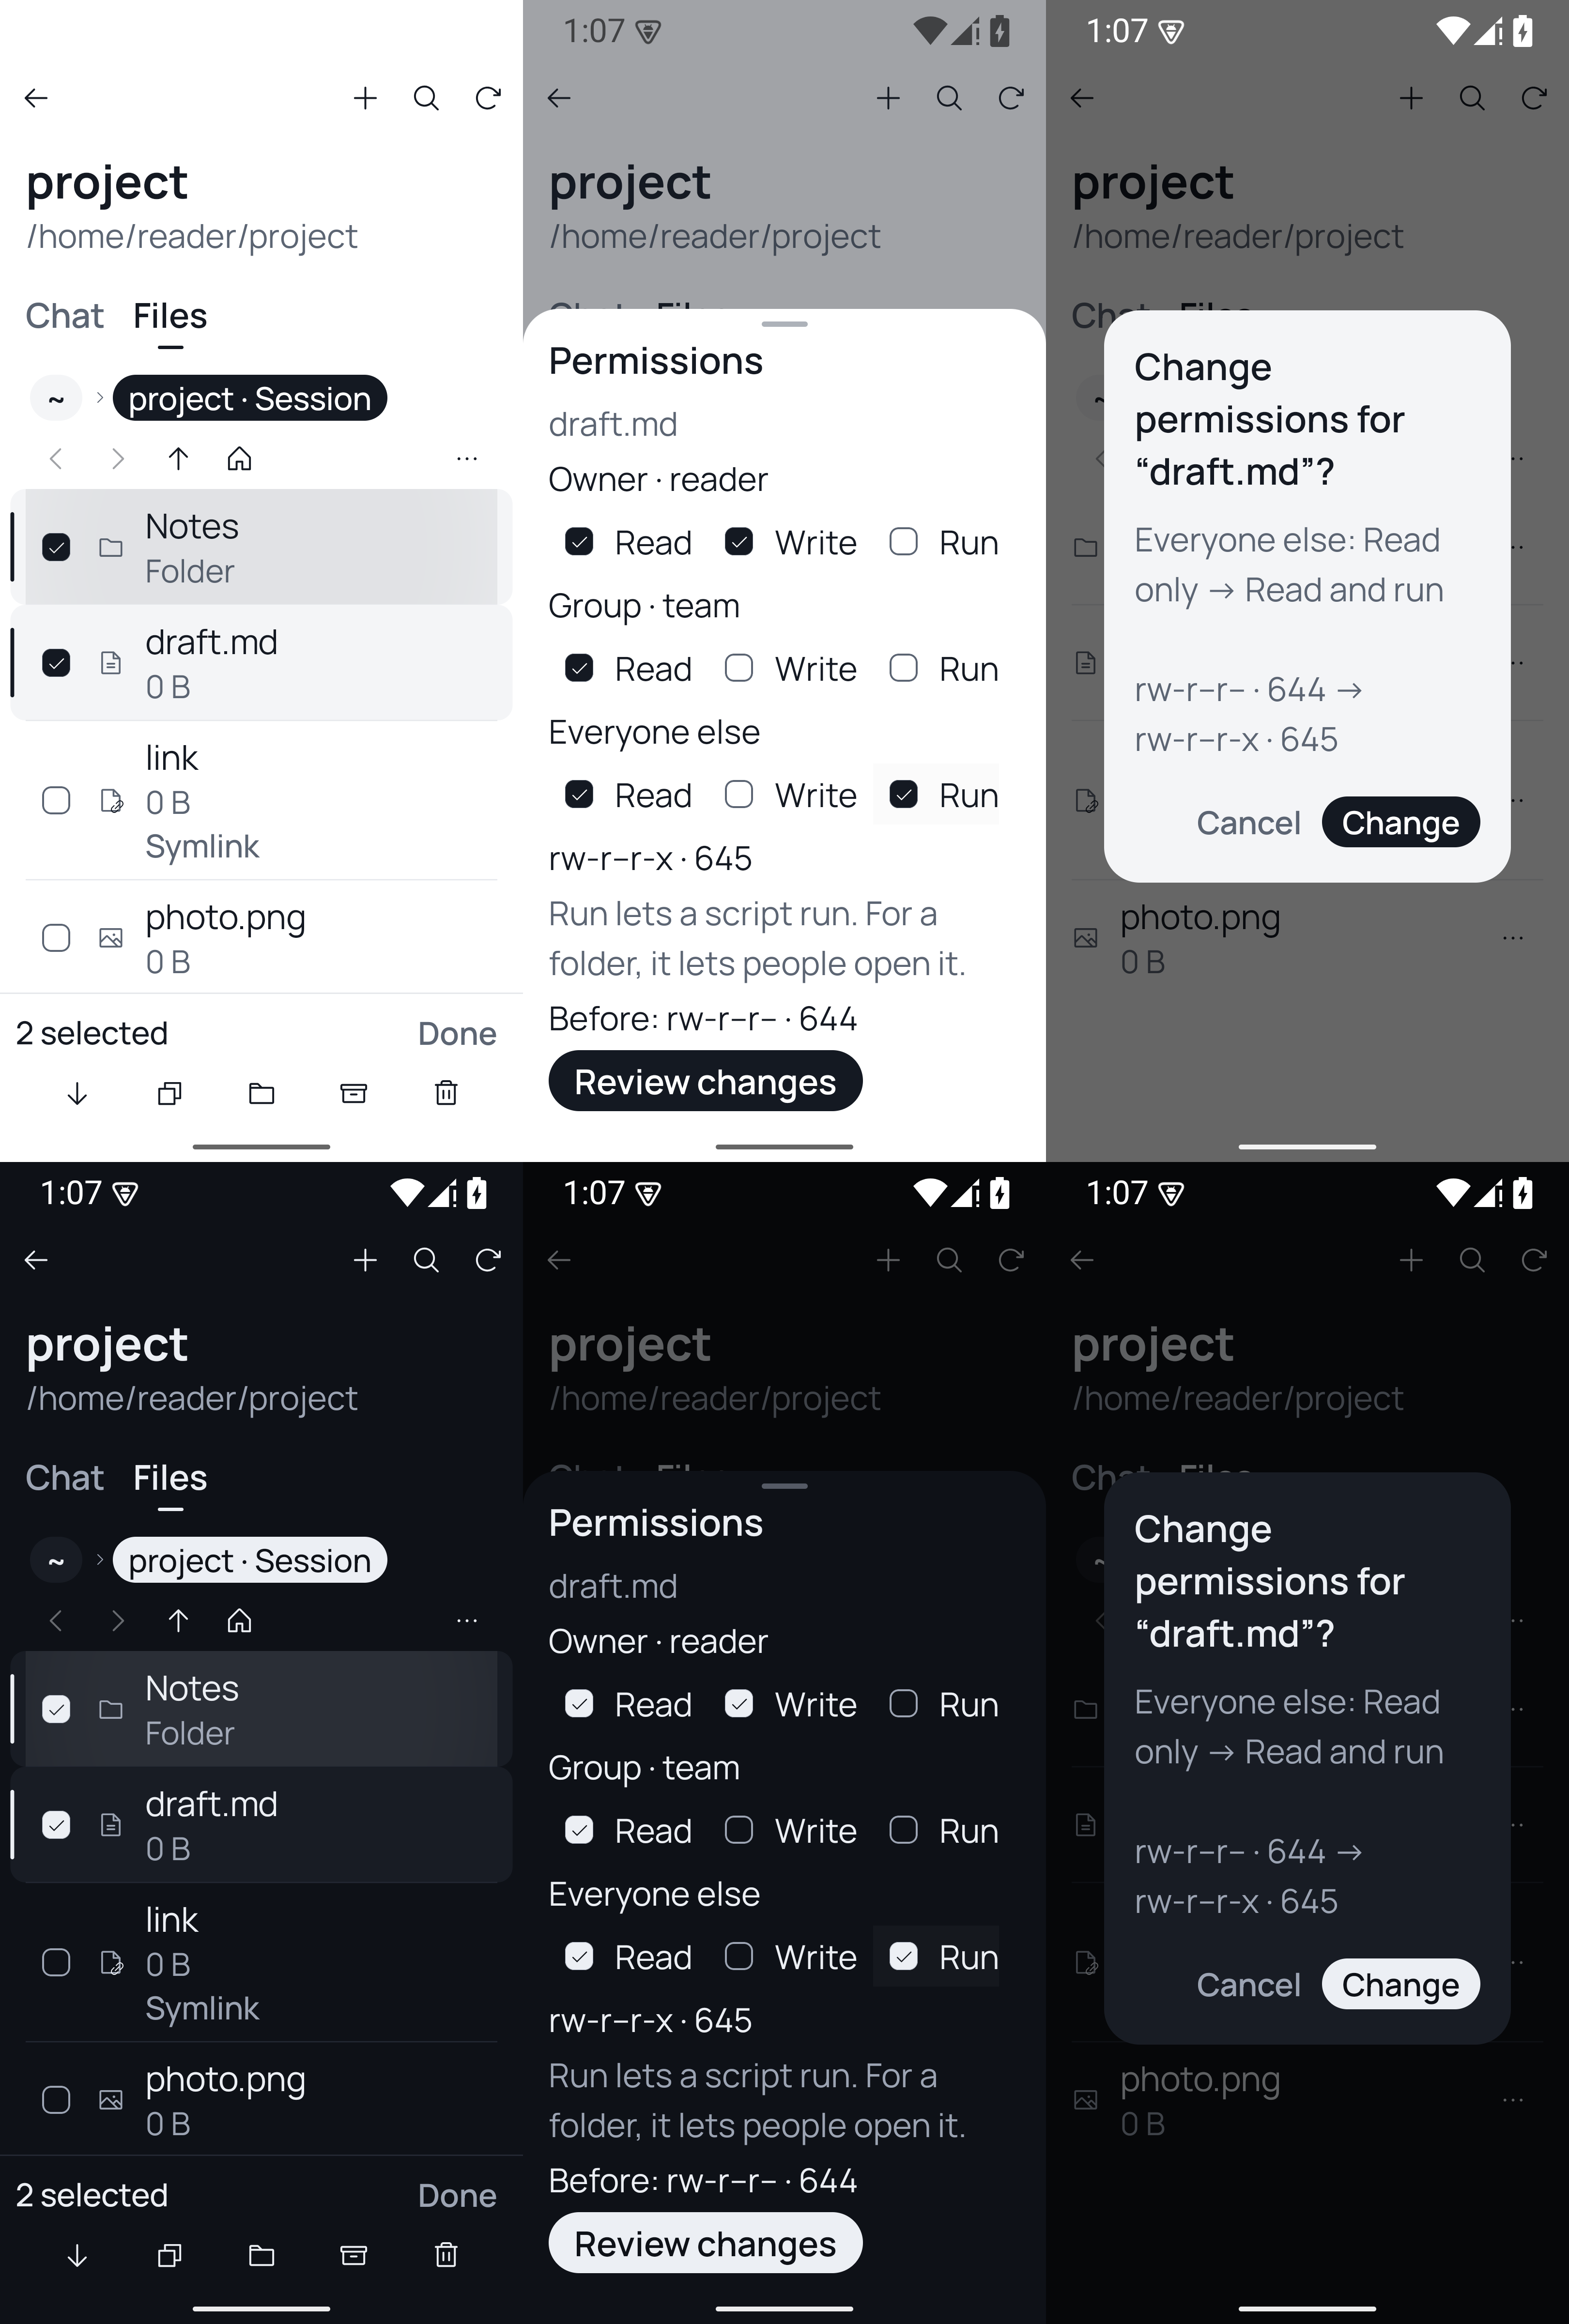 project
/home/reader/project
Chat Files
~ › project · Session
Notes
Folder
draft.md
0 B
link
0 B
Symlink
photo.png
0 B
2 selected Done
1:07
project
/home/reader/project
Permissions
draft.md
Owner · reader
Read Write Run
Group · team
Read Write Run
Everyone else
Read Write Run
rw-r--r-x · 645
Run lets a script run. For a
folder, it lets people open it.
Before: rw-r--r-- · 644
Review changes
1:07
project
/home/reader/project
Change
permissions for
“draft.md”?
Everyone else: Read
only → Read and run
rw-r--r-- · 644 →
rw-r--r-x · 645
Cancel Change
photo.png
0 B
1:07
project
/home/reader/project
Chat Files
~ › project · Session
Notes
Folder
draft.md
0 B
link
0 B
Symlink
photo.png
0 B
2 selected Done
1:07
project
/home/reader/project
Permissions
draft.md
Owner · reader
Read Write Run
Group · team
Read Write Run
Everyone else
Read Write Run
rw-r--r-x · 645
Run lets a script run. For a
folder, it lets people open it.
Before: rw-r--r-- · 644
Review changes
1:07
project
/home/reader/project
Change
permissions for
“draft.md”?
Everyone else: Read
only → Read and run
rw-r--r-- · 644 →
rw-r--r-x · 645
Cancel Change
photo.png
0 B